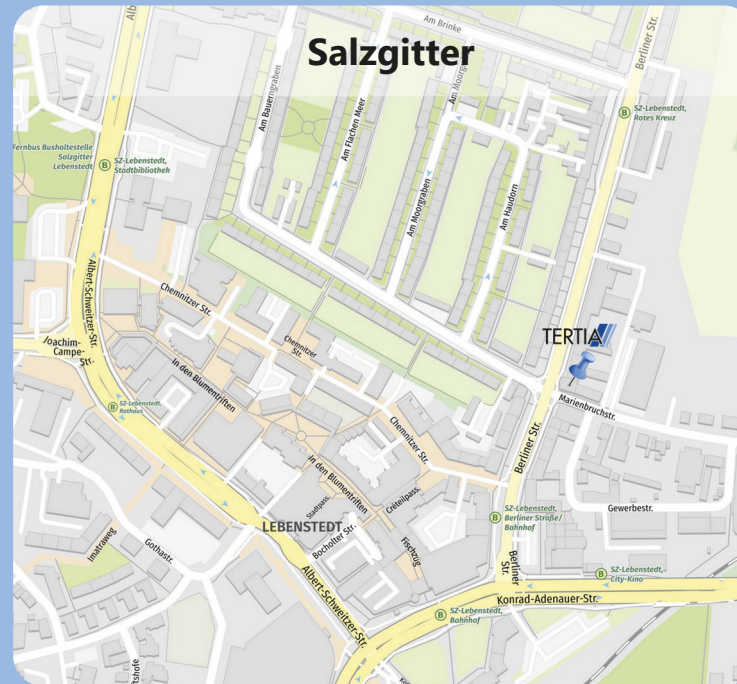 Salzgitter
Am Brinke
Alb
Berliner Str.
Am Bauerngraben
Am Flachen Meer
Am Moorgraben
SZ-Lebenstedt,
Rotes Kreuz
Fernbus Bushaltestelle
Salzgitter
Lebenstedt
B
SZ-Lebenstedt,
Stadtbibliothek
Am Moorgraben
Am Haudorn
Albert-Schweitzer-Str.
Chemnitzer Str.
Joachim-
Campe-
Str.
Chemnitzer
Str.
TERTIA
In den Blumentriften
B
SZ-Lebenstedt,
Rathaus
Marienbruchstr.
Chemnitzer Str.
Berliner Str.
In den Blumentriften
Stadtpass.
Créteilpass.
LEBENSTEDT
Bocholter Str.
Fischzug
B
SZ-Lebenstedt,
Berliner Straße/
Bahnhof
Gewerbestr.
Imatraweg
Gothastr.
Albert-Schweitzer-Str.
Berliner
Str.
B
SZ-Lebenstedt,
City-Kino
Konrad-Adenauer-Str.
B
SZ-Lebenstedt,
Bahnhof